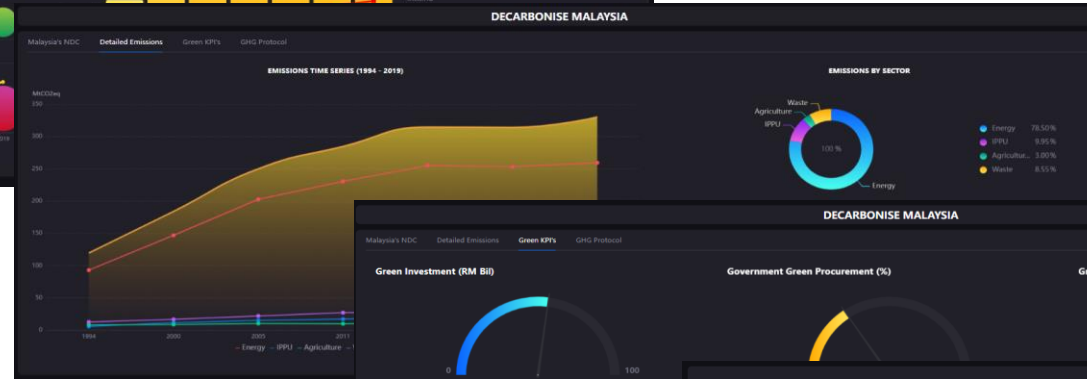 DECARBONISE MALAYSIA
Malaysia's NDC Detailed Emissions Green KPI's GHG Protocol
EMISSIONS TIME SERIES (1994 - 2019)
EMISSIONS BY SECTOR
MtCO2eq
350
300
250
200
150
100
50
0
1994 2000 2005 2011
Energy IPPU Agriculture
Waste
Agriculture
IPPU
100 %
Energy
Energy 78.50%
IPPU 9.95%
Agricultur... 3.00%
Waste 8.55%
2019
DECARBONISE MALAYSIA
Malaysia's NDC Detailed Emissions Green KPI's GHG Protocol
Green Investment (RM Bil)
Government Green Procurement (%)
0 100